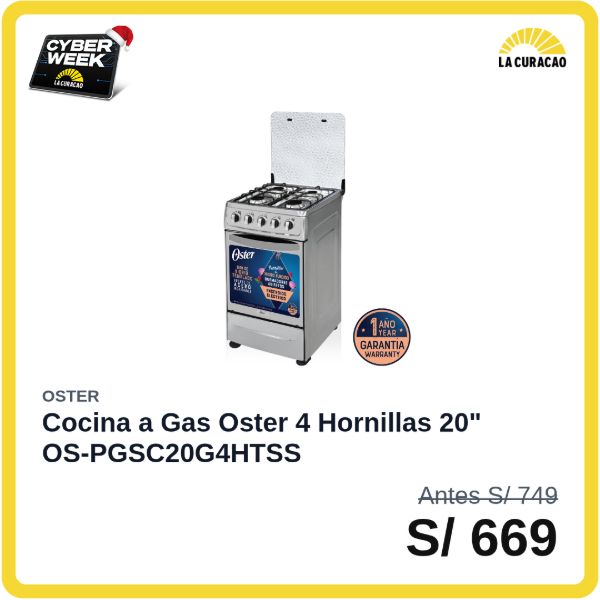 CYBER
WEEK
LA CURACAO
LA CURACAO
Oster
1 AÑO
YEAR
GARANTIA
WARRANTY
OSTER
Cocina a Gas Oster 4 Hornillas 20"
OS-PGSC20G4HTSS
Antes S/ 749
S/ 669